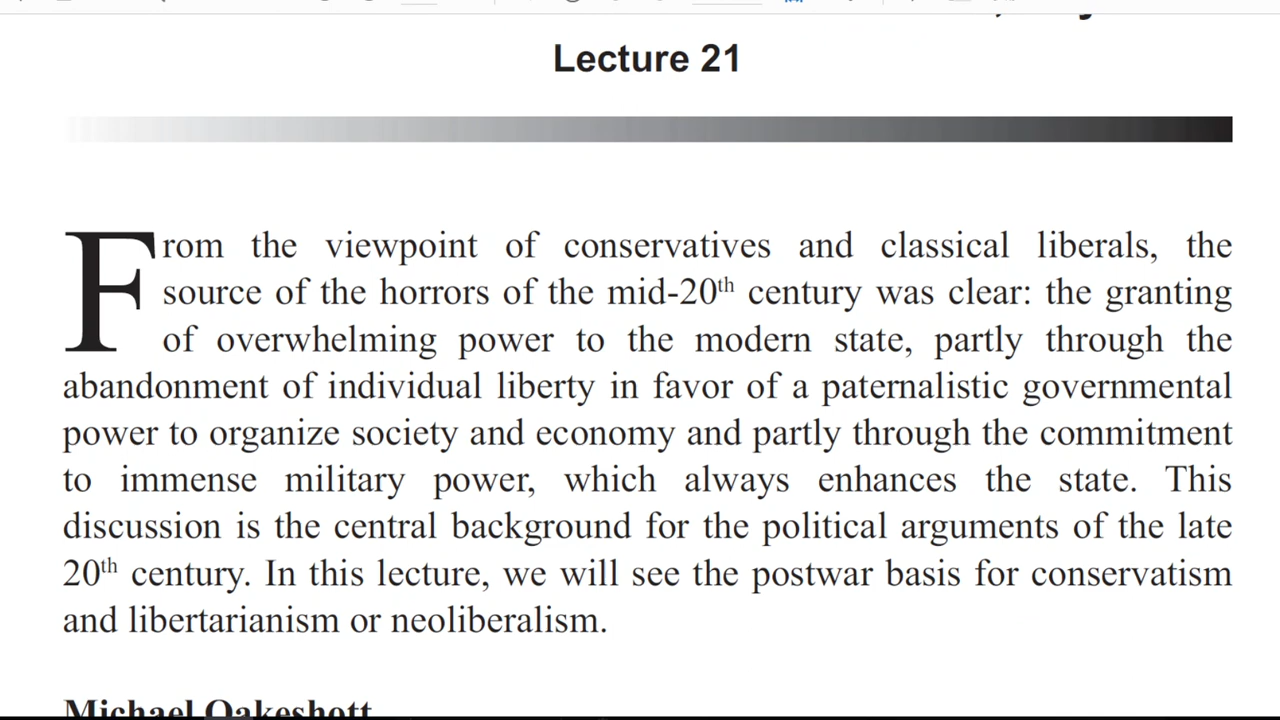 Lecture 21
From the viewpoint of conservatives and classical liberals, the
source of the horrors of the mid-20th century was clear: the granting
of overwhelming power to the modern state, partly through the
abandonment of individual liberty in favor of a paternalistic governmental
power to organize society and economy and partly through the commitment
to immense military power, which always enhances the state. This
discussion is the central background for the political arguments of the late
20th century. In this lecture, we will see the postwar basis for conservatism
and libertarianism or neoliberalism.
Michael Oakeshott